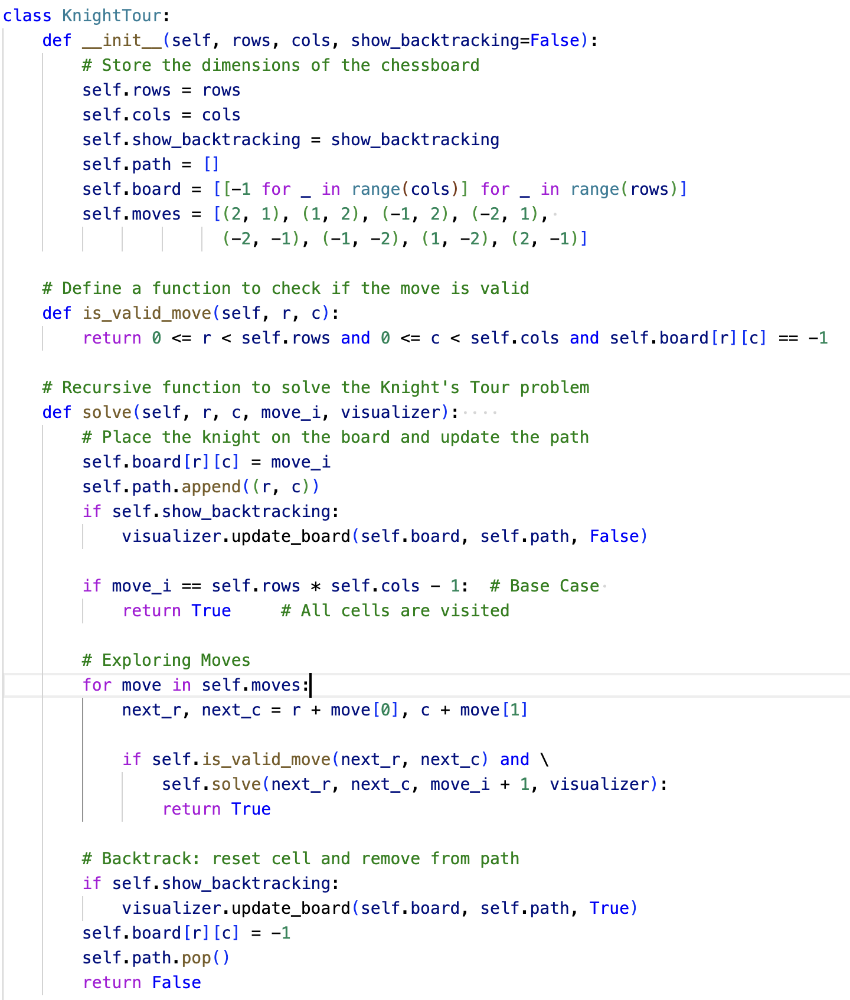 class KnightTour:
    def __init__(self, rows, cols, show_backtracking=False):
        # Store the dimensions of the chessboard
        self.rows = rows
        self.cols = cols
        self.show_backtracking = show_backtracking
        self.path = []
        self.board = [[-1 for _ in range(cols)] for _ in range(rows)]
        self.moves = [(2, 1), (1, 2), (-1, 2), (-2, 1),
                      (-2, -1), (-1, -2), (1, -2), (2, -1)]

    # Define a function to check if the move is valid
    def is_valid_move(self, r, c):
        return 0 <= r < self.rows and 0 <= c < self.cols and self.board[r][c] == -1

    # Recursive function to solve the Knight's Tour problem
    def solve(self, r, c, move_i, visualizer):
        # Place the knight on the board and update the path
        self.board[r][c] = move_i
        self.path.append((r, c))
        if self.show_backtracking:
            visualizer.update_board(self.board, self.path, False)

        if move_i == self.rows * self.cols - 1:  # Base Case
            return True     # All cells are visited

        # Exploring Moves
        for move in self.moves:
            next_r, next_c = r + move[0], c + move[1]

            if self.is_valid_move(next_r, next_c) and \
                self.solve(next_r, next_c, move_i + 1, visualizer):
                return True

        # Backtrack: reset cell and remove from path
        if self.show_backtracking:
            visualizer.update_board(self.board, self.path, True)
        self.board[r][c] = -1
        self.path.pop()
        return False